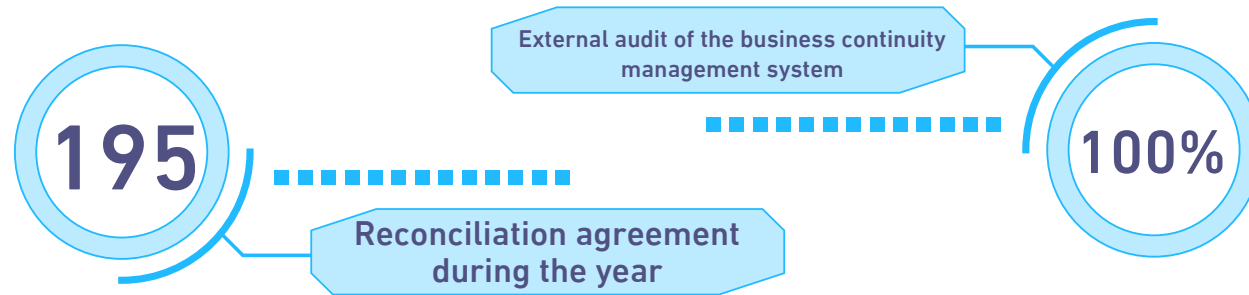 195
Reconciliation agreement
during the year
External audit of the business continuity
management system
100%